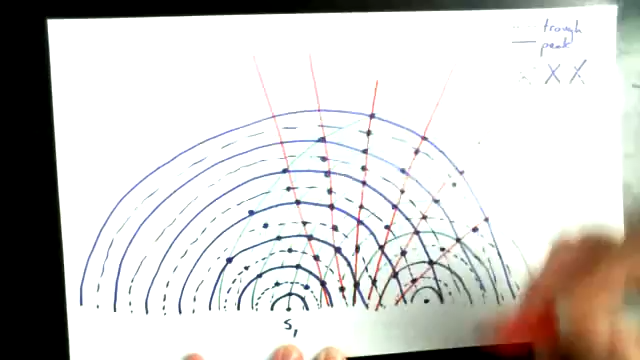 --- trough
— peak
X X X
S₁